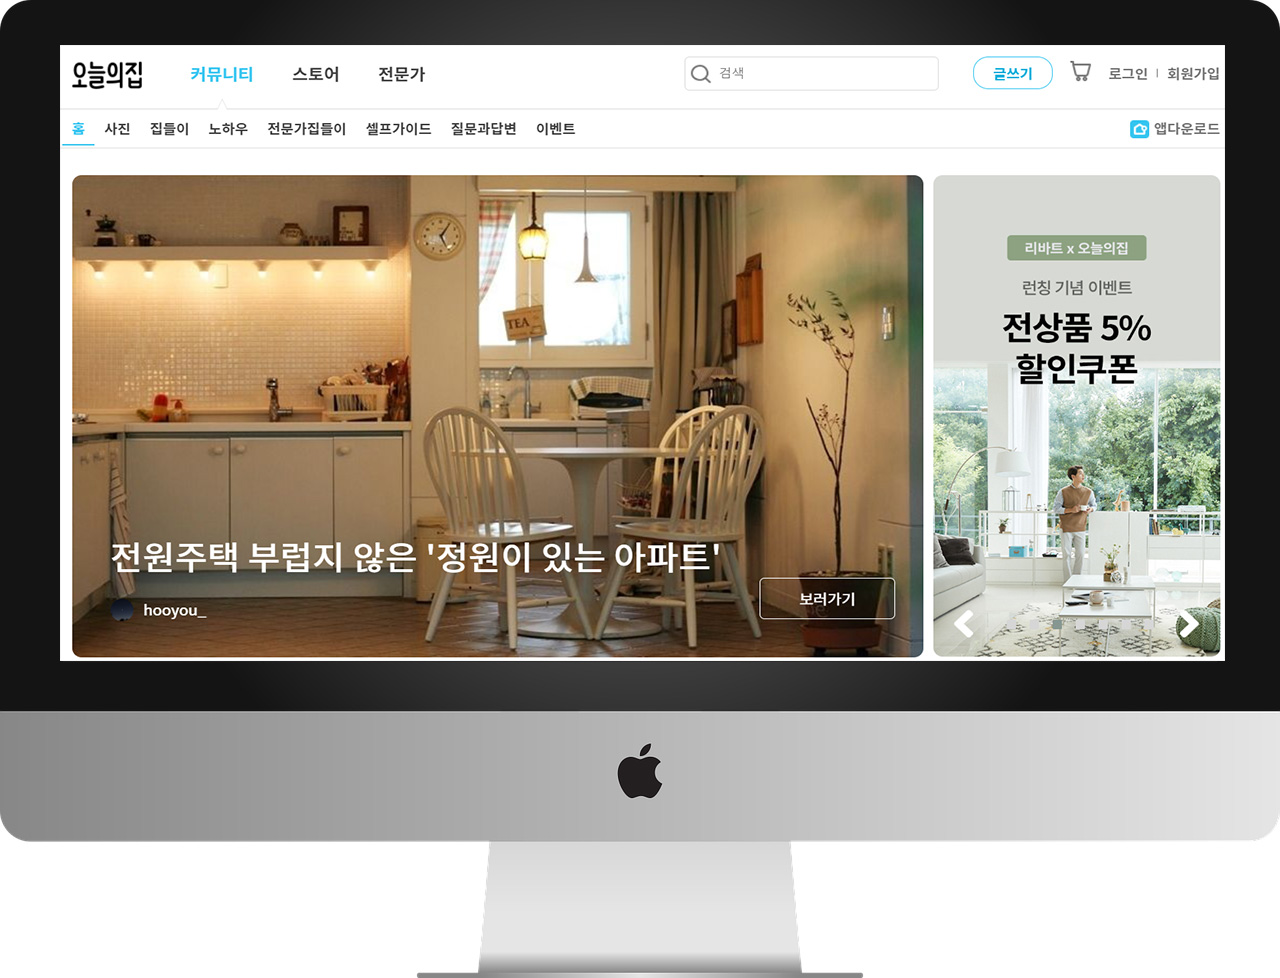 오늘의집 커뮤니티 스토어 전문가 검색 글쓰기 로그인 회원가입
홈 사진 집들이 노하우 전문가집들이 셀프가이드 질문과답변 이벤트 앱다운로드
TEA
전원주택 부럽지 않은 '정원이 있는 아파트'
hooyou_
보러가기
리바트 x 오늘의집
런칭 기념 이벤트
전상품 5%
할인쿠폰